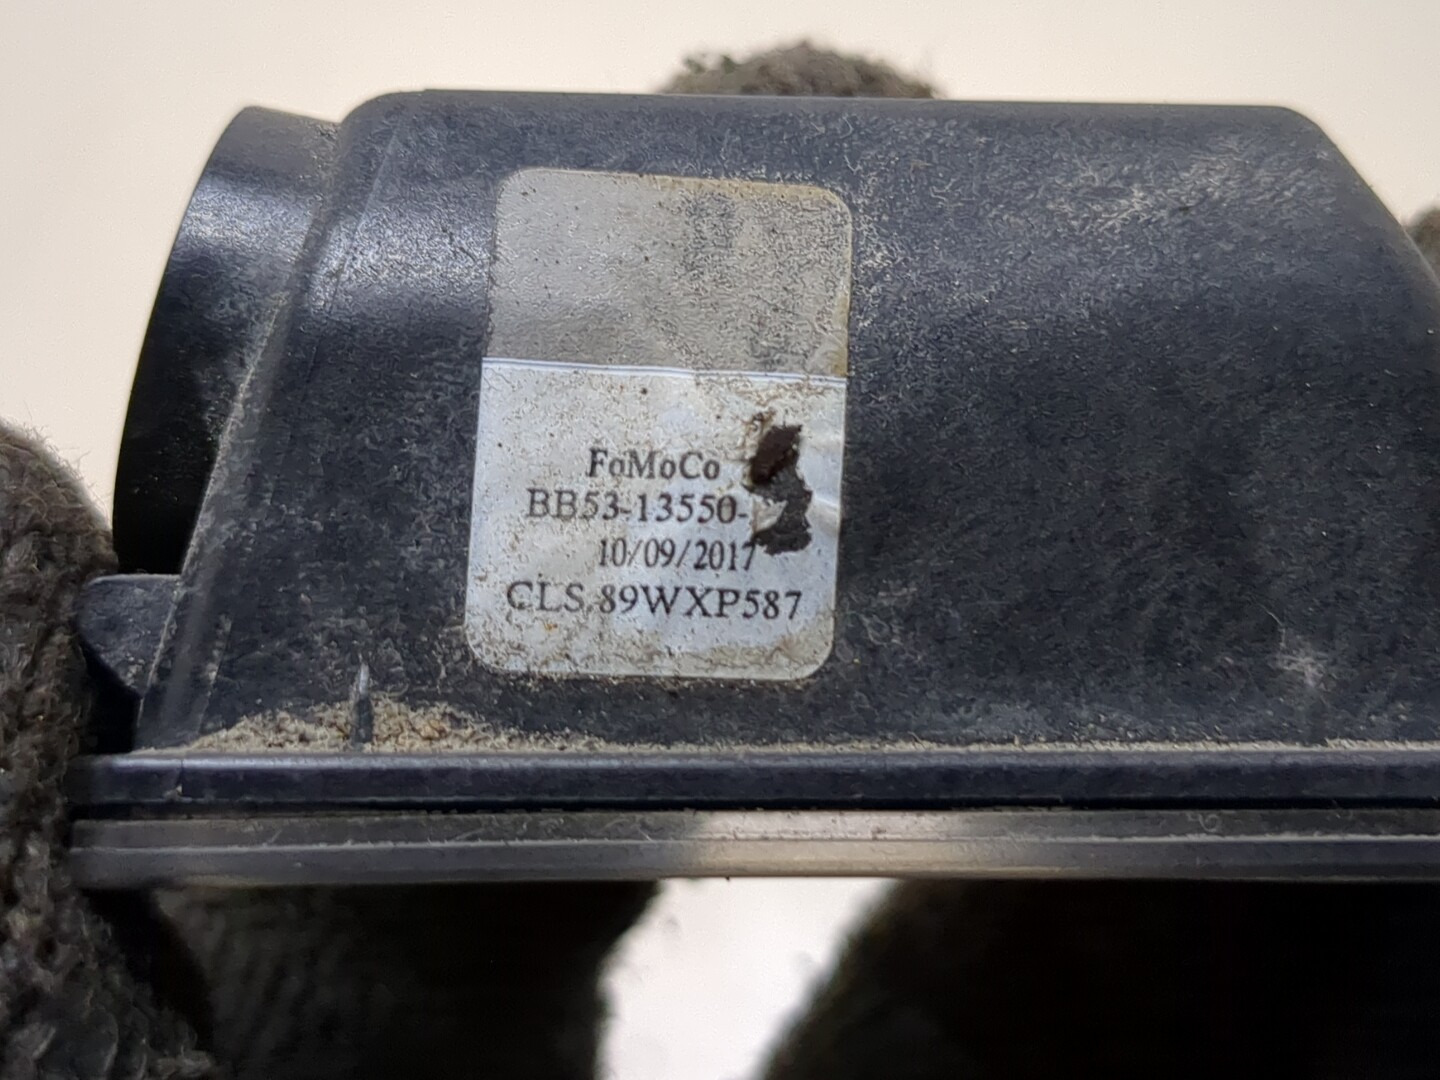 FoMoCo
BB53-13550-
10/09/2017
CLS 89WXP587